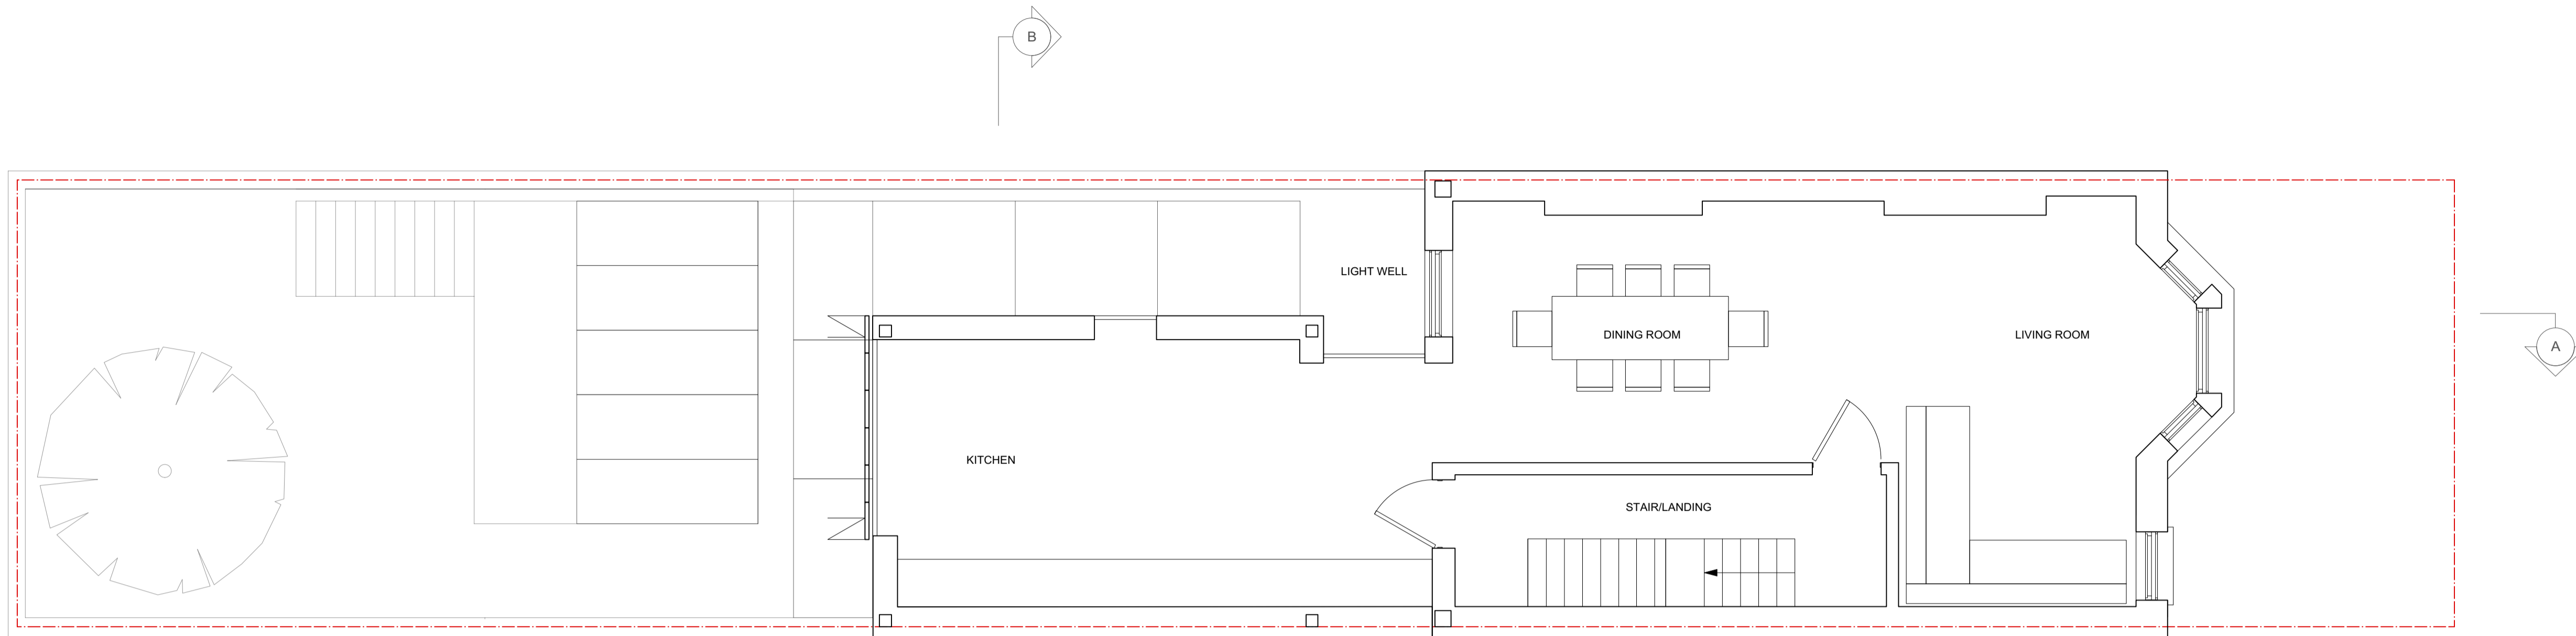 B
LIGHT WELL
DINING ROOM
LIVING ROOM
A
KITCHEN
STAIR/LANDING